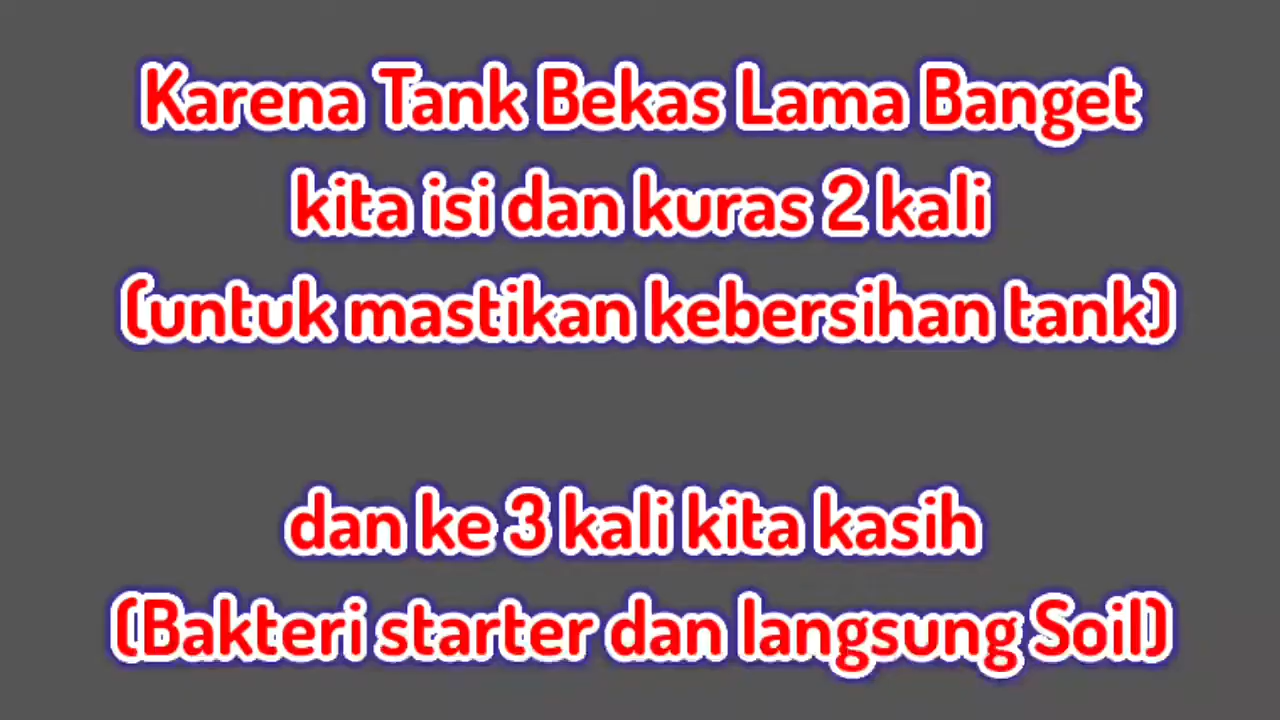 Karena Tank Bekas Lama Banget
kita isi dan kuras 2 kali
(untuk mastikan kebersihan tank)
dan ke 3 kali kita kasih
(Bakteri starter dan langsung Soil)